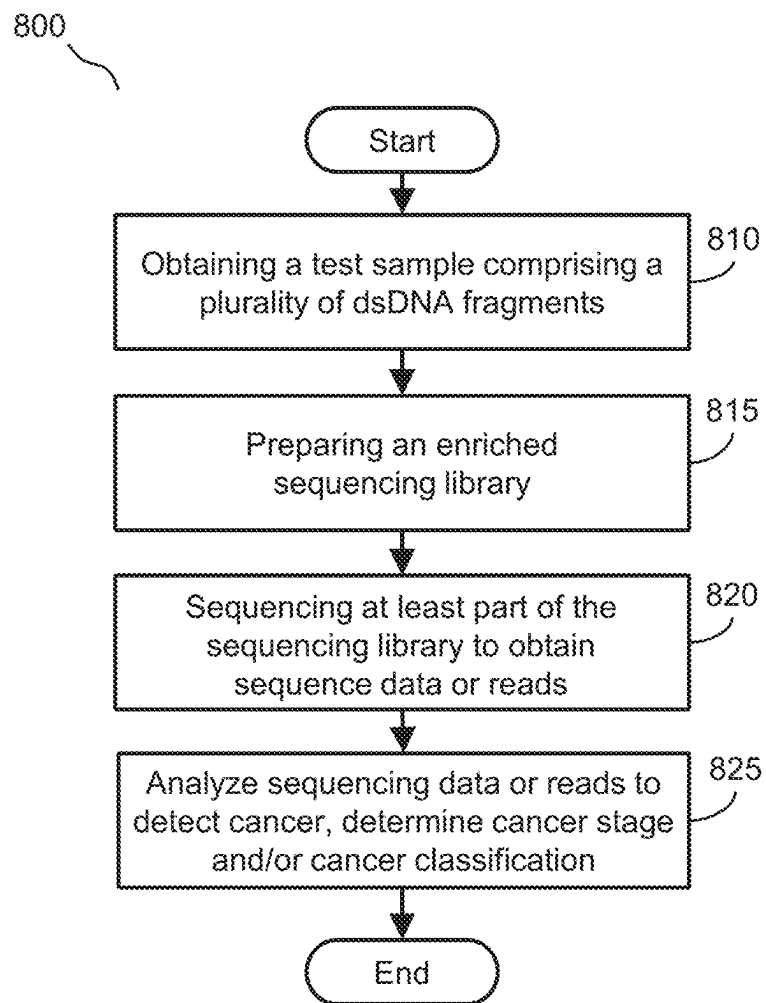 800
Start
810
Obtaining a test sample comprising a
plurality of dsDNA fragments
815
Preparing an enriched
sequencing library
820
Sequencing at least part of the
sequencing library to obtain
sequence data or reads
825
Analyze sequencing data or reads to
detect cancer, determine cancer stage
and/or cancer classification
End